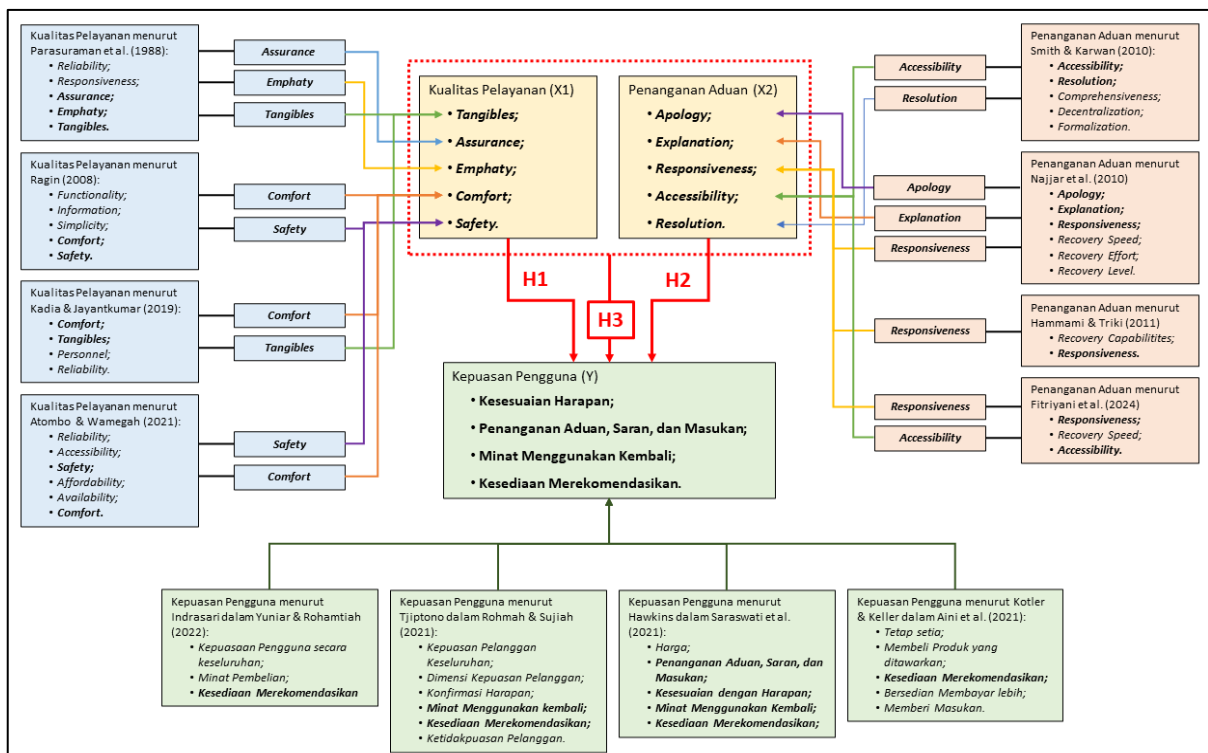 Kualitas Pelayanan menurut
Parasuraman et al. (1988):
• Reliability;
• Responsiveness;
• Assurance;
• Emphaty;
• Tangibles.
Assurance
Emphaty
Tangibles
Kualitas Pelayanan menurut
Ragin (2008):
• Functionality;
• Information;
• Simplicity;
• Comfort;
• Safety.
Comfort
Safety
Kualitas Pelayanan menurut
Kadia & Jayantkumar (2019):
• Comfort;
• Tangibles;
• Personnel;
• Reliability.
Comfort
Tangibles
Kualitas Pelayanan menurut
Atombo & Wamegah (2021):
• Reliability;
• Accessibility;
• Safety;
• Affordability;
• Availability;
• Comfort.
Safety
Comfort
Kualitas Pelayanan (X1)
• Tangibles;
• Assurance;
• Emphaty;
• Comfort;
• Safety.
Penanganan Aduan (X2)
• Apology;
• Explanation;
• Responsiveness;
• Accessibility;
• Resolution.
H1
H2
H3
Kepuasan Pengguna (Y)
• Kesesuaian Harapan;
• Penanganan Aduan, Saran, dan Masukan;
• Minat Menggunakan Kembali;
• Kesediaan Merekomendasikan.
Accessibility
Resolution
Penanganan Aduan menurut
Smith & Karwan (2010):
• Accessibility;
• Resolution;
• Comprehensiveness;
• Decentralization;
• Formalization.
Apology
Explanation
Responsiveness
Penanganan Aduan menurut
Najjar et al. (2010)
• Apology;
• Explanation;
• Responsiveness;
• Recovery Speed;
• Recovery Effort;
• Recovery Level.
Responsiveness
Penanganan Aduan menurut
Hammami & Triki (2011)
• Recovery Capabilitites;
• Responsiveness.
Responsiveness
Accessibility
Penanganan Aduan menurut
Fitriyani et al. (2024)
• Responsiveness;
• Recovery Speed;
• Accessibility.
Kepuasan Pengguna menurut
Indrasari dalam Yuniar & Rohamtiah
(2022):
• Kepuasaan Pengguna secara
keseluruhan;
• Minat Pembelian;
• Kesediaan Merekomendasikan
Kepuasan Pengguna menurut
Tjiptono dalam Rohmah & Sujiah
(2021):
• Kepuasan Pelanggan
Keseluruhan;
• Dimensi Kepuasan Pelanggan;
• Konfirmasi Harapan;
• Minat Menggunakan kembali;
• Kesediaan Merekomendasikan;
• Ketidakpuasan Pelanggan.
Kepuasan Pengguna menurut
Hawkins dalam Saraswati et al.
(2021):
• Harga;
• Penanganan Aduan, Saran, dan
Masukan;
• Kesesuaian dengan Harapan;
• Minat Menggunakan Kembali;
• Kesediaan Merekomendasikan;
Kepuasan Pengguna menurut Kotler
& Keller dalam Aini et al. (2021):
• Tetap setia;
• Membeli Produk yang
ditawarkan;
• Kesediaan Merekomendasikan;
• Bersedian Membayar lebih;
• Memberi Masukan.